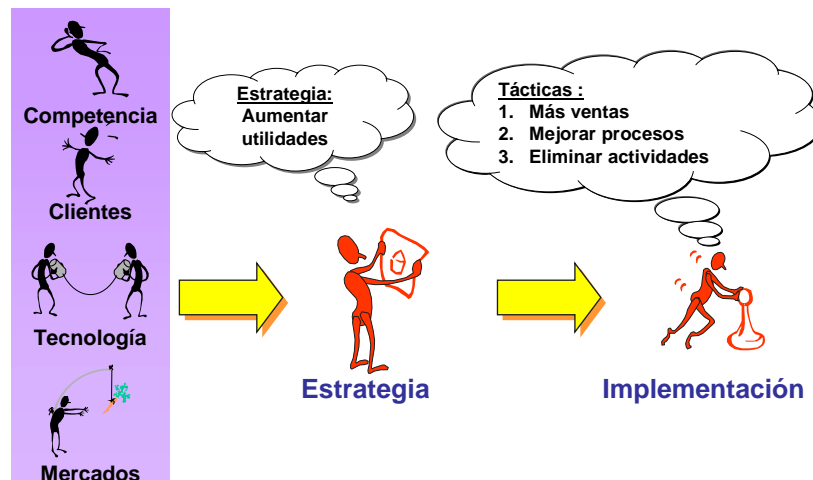 Competencia
Clientes
Tecnología
Mercados
Estrategia:
Aumentar
utilidades
Estrategia
Tácticas :
1. Más ventas
2. Mejorar procesos
3. Eliminar actividades
Implementación